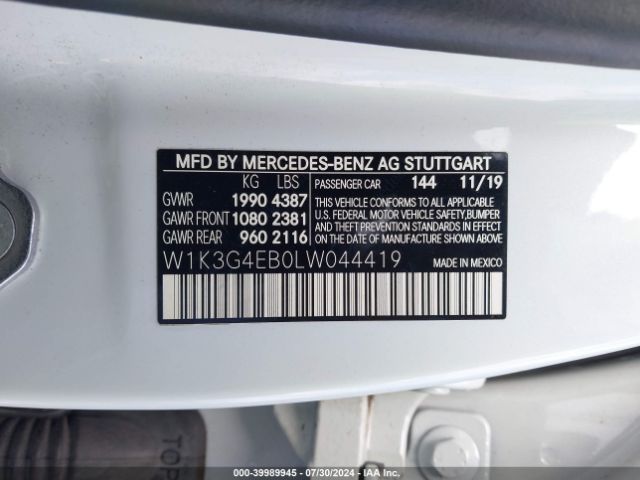 MFD BY MERCEDES-BENZ AG STUTTGART
KG LBS
GVWR 1990 4387
GAWR FRONT 1080 2381
GAWR REAR 960 2116
PASSENGER CAR 144 11/19
THIS VEHICLE CONFORMS TO ALL APPLICABLE
U.S. FEDERAL MOTOR VEHICLE SAFETY,BUMPER
AND THEFT PREVENTION STANDARDS IN
EFFECT ON THE DATE OF MANUFACTURE
SHOWN ABOVE.
W1K3G4EB0LW044419 MADE IN MEXICO
TOP
000-39989945 - 07/30/2024 - IAAI.COM